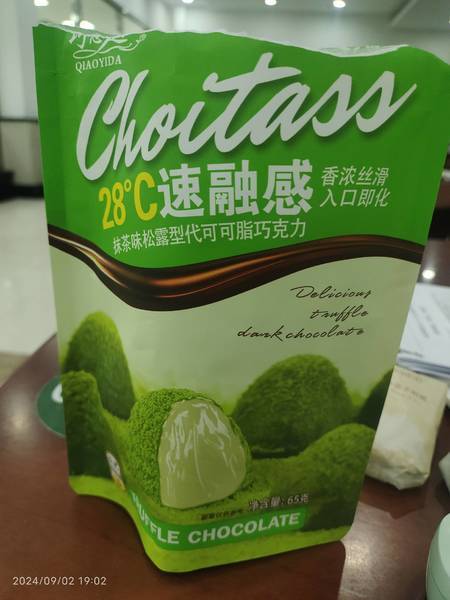 QIAOYIDA
Choitass
28°C速融感
香浓丝滑
入口即化
抹茶味松露型代可可脂巧克力
Delicious
truffle
dark chocolate
净含量:65克
TRUFFLE CHOCOLATE
2024/09/02 19:02